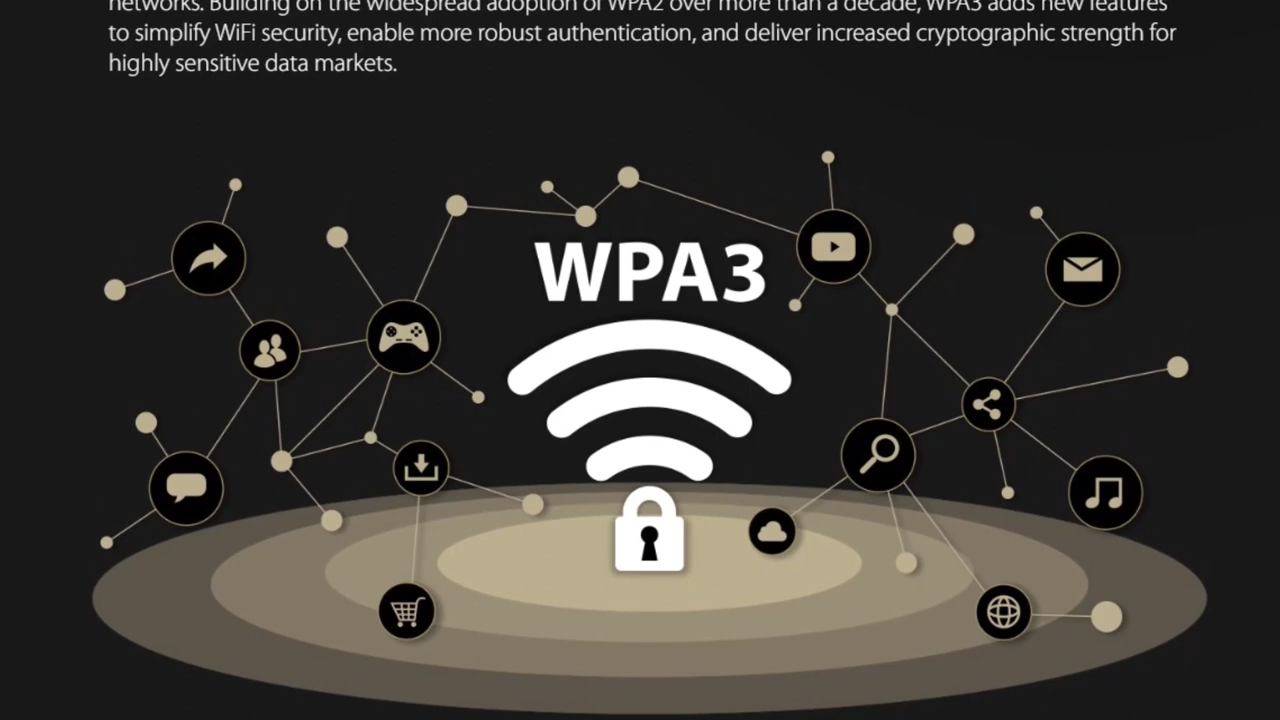 networks. Building on the widespread adoption of WPA2 over more than a decade, WPA3 adds new features
to simplify WiFi security, enable more robust authentication, and deliver increased cryptographic strength for
highly sensitive data markets.
WPA3